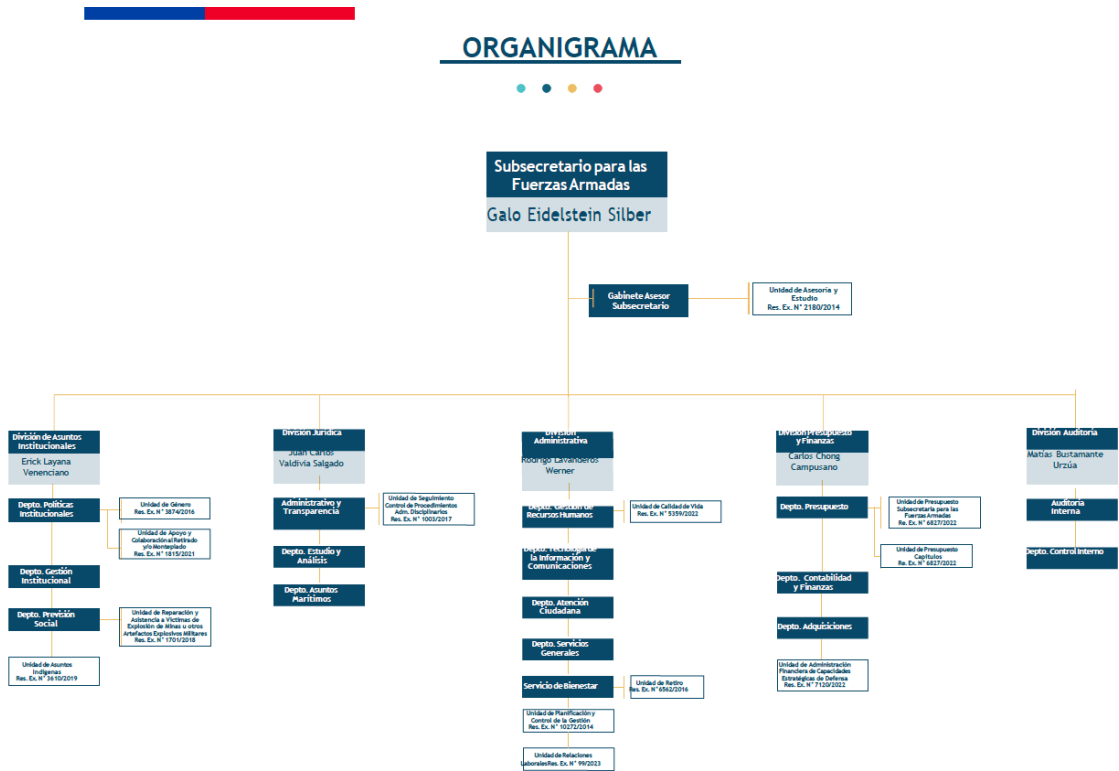 ORGANIGRAMA
Subsecretario para las
Fuerzas Armadas
Galo Eidelstein Silber
Gabinete Asesor
Subsecretario
Unidad de Asesoría y
Estudio
Res. Ex. N° 2180/2014
División de Asuntos
Institucionales
Erick Layana
Venenciano
Depto. Políticas
Institucionales
Unidad de Género
Res. Ex. N° 3874/2016
Unidad de Apoyo y
Colaboraciónal Retirado
y/o Montepiado
Res. Ex. N° 1815/2021
Depto. Gestión
Institucional
Depto. Previsión
Social
Unidad de Reparación y
Asistencia a Víctimas de
Explosión de Minas u otros
Artefactos Explosivos Militares
Res. Ex. N° 1701/2018
Unidad de Asuntos
Indígenas
Res. Ex. N° 3610/2019
División Jurídica
Juan Carlos
Valdivia Salgado
Administrativo y
Transparencia
Unidad de Seguimiento
Control de Procedimientos
Adm. Disciplinarios
Res. Ex. N° 1003/2017
Depto. Estudio y
Análisis
Depto. Asuntos
Marítimos
División
Administrativa
Rodrigo Lavanderos
Werner
Depto. Gestión de
Recursos Humanos
Unidad de Calidad de Vida
Res. Ex. N° 5359/2022
Depto. Tecnología de
la Información y
Comunicaciones
Depto. Atención
Ciudadana
Depto. Servicios
Generales
Servicio de Bienestar
Unidad de Retiro
Res. Ex. N°6562/2016
Unidad de Planificación y
Control de la Gestión
Res. Ex. N° 10272/2014
Unidad de Relaciones
LaboralesRes. Ex. N° 99/2023
División Presupuesto
y Finanzas
Carlos Chong
Campusano
Depto. Presupuesto
Unidad de Presupuesto
Subsecretaría para las
Fuerzas Armadas
Re. Ex. N° 6827/2022
Unidad de Presupuesto
Capítulos
Re. Ex. N° 6827/2022
Depto. Contabilidad
y Finanzas
Depto. Adquisiciones
Unidad de Administración
Financiera de Capacidades
Estratégicas de Defensa
Res. Ex. N° 7120/2022
División Auditoría
Matías Bustamante
Urzúa
Auditoría
Interna
Depto. Control Interno